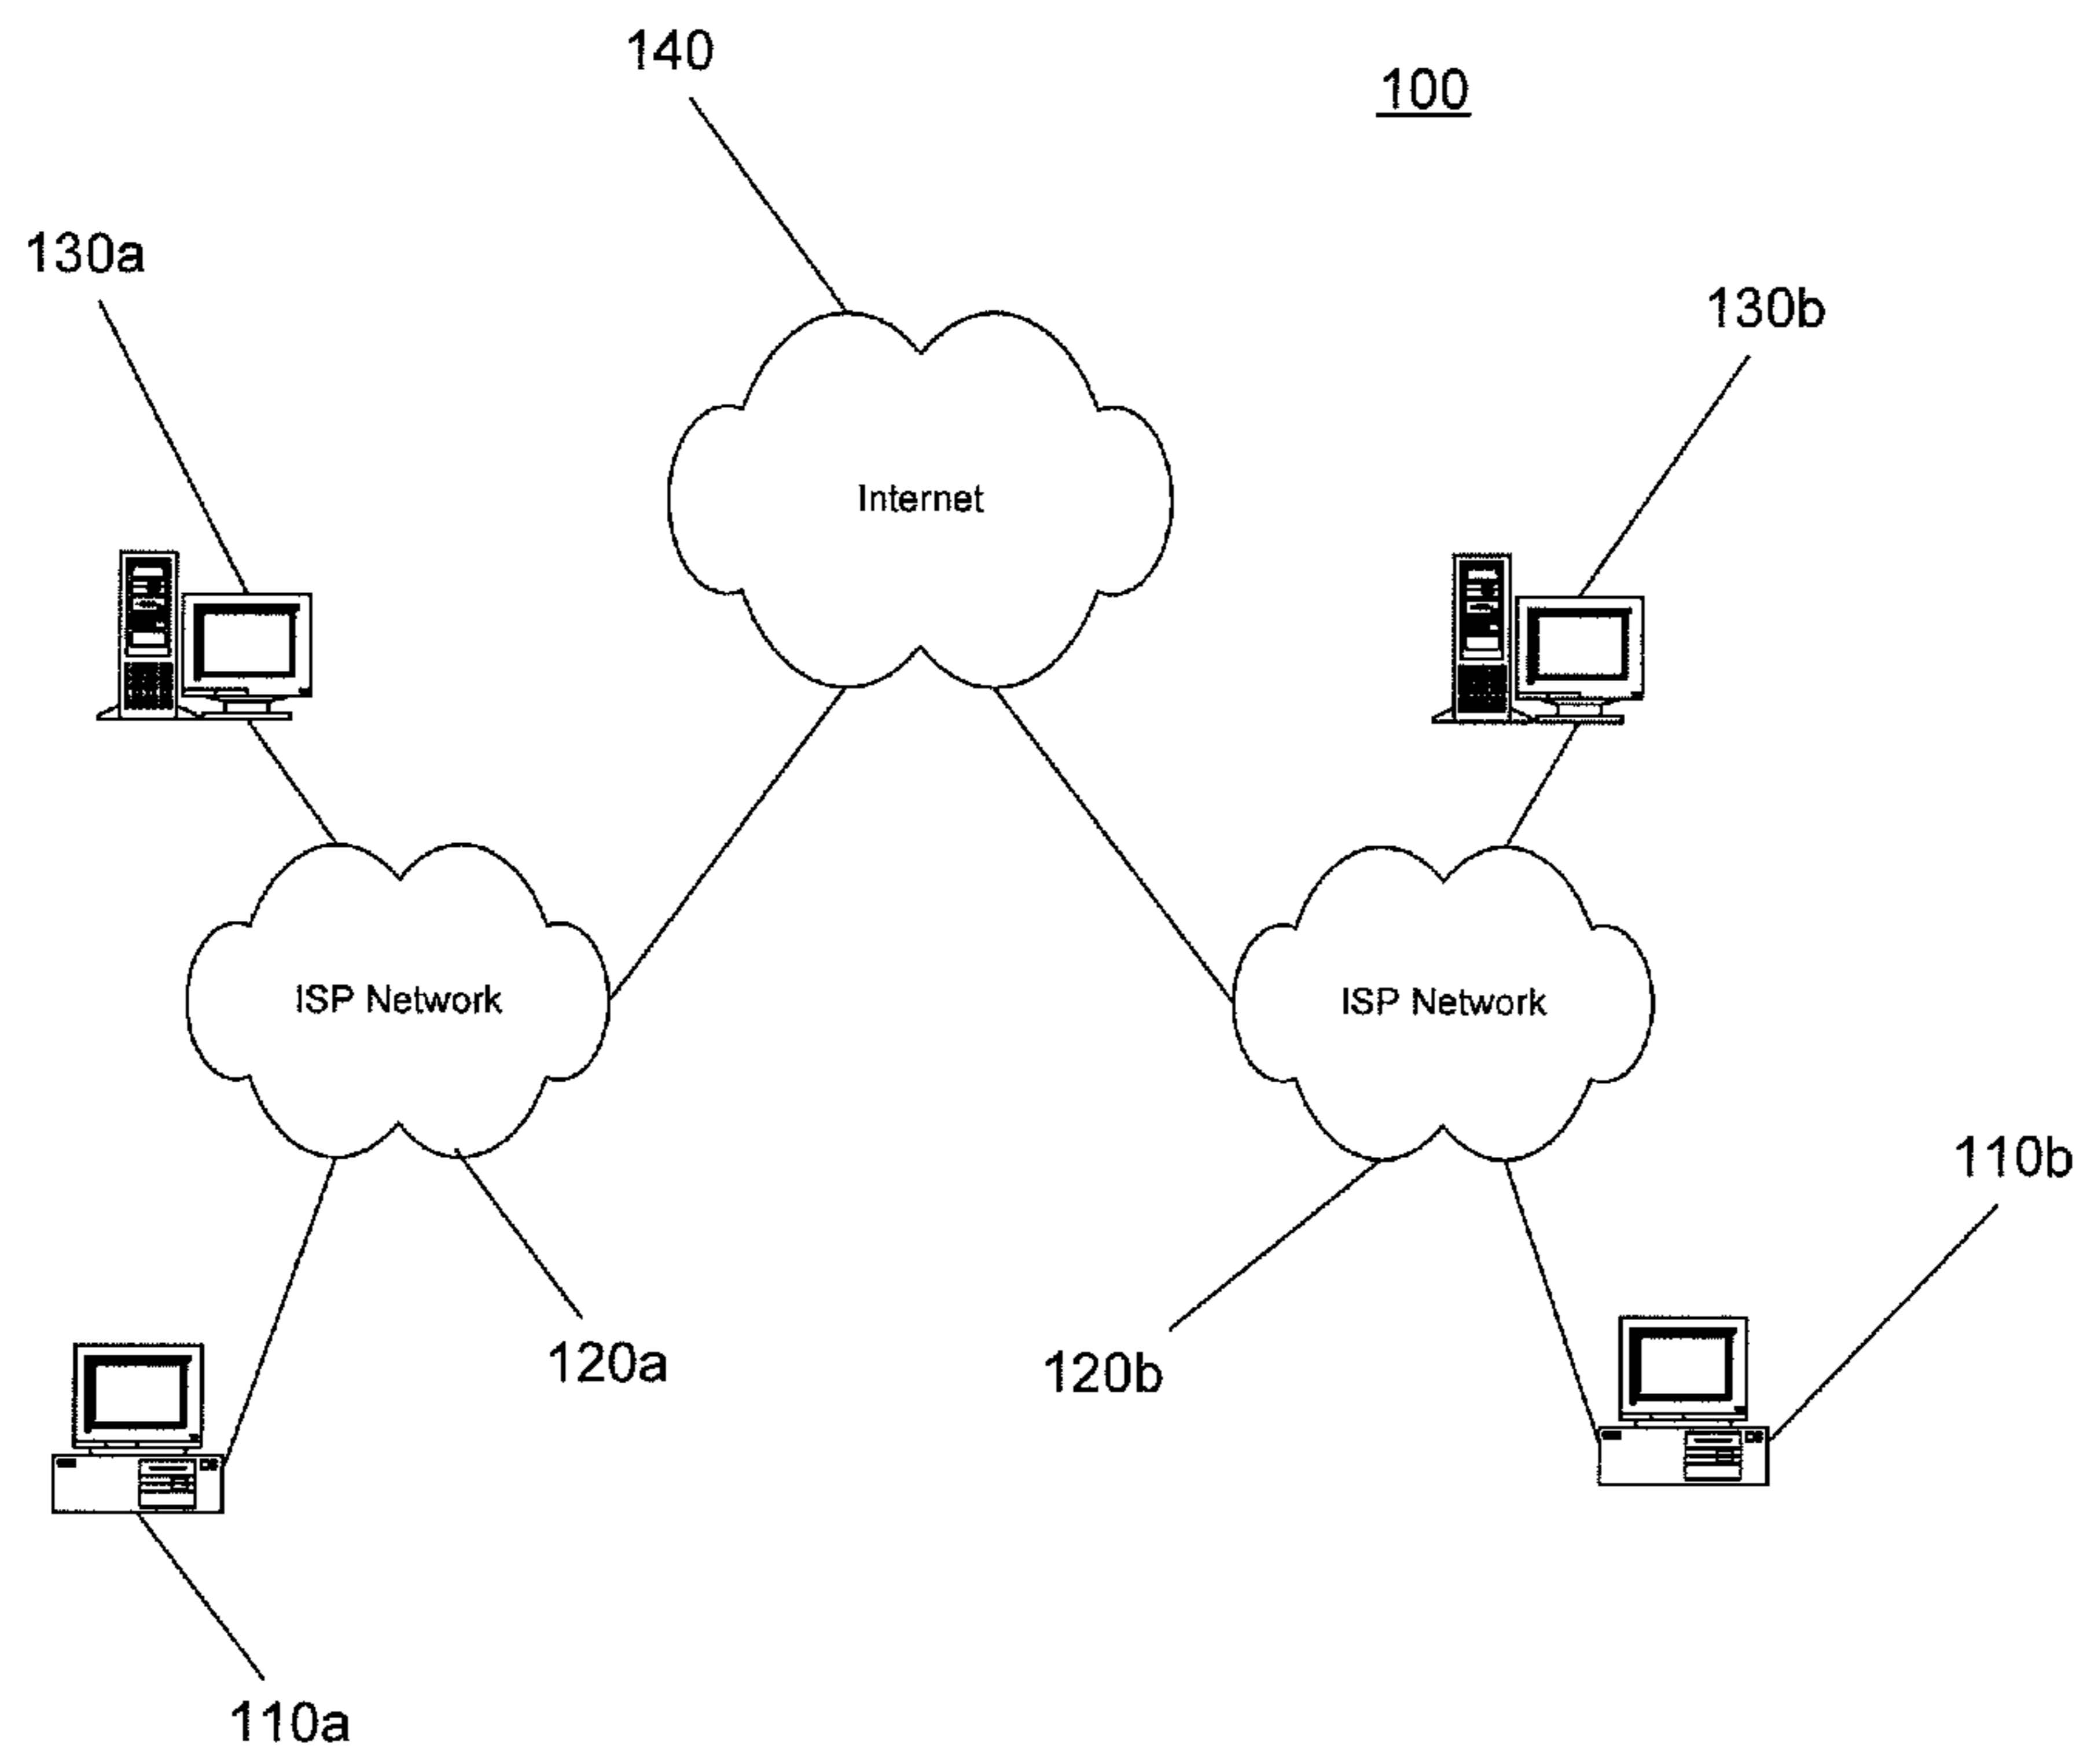 140
100
130a
130b
Internet
ISP Network
ISP Network
110b
120a
120b
110a